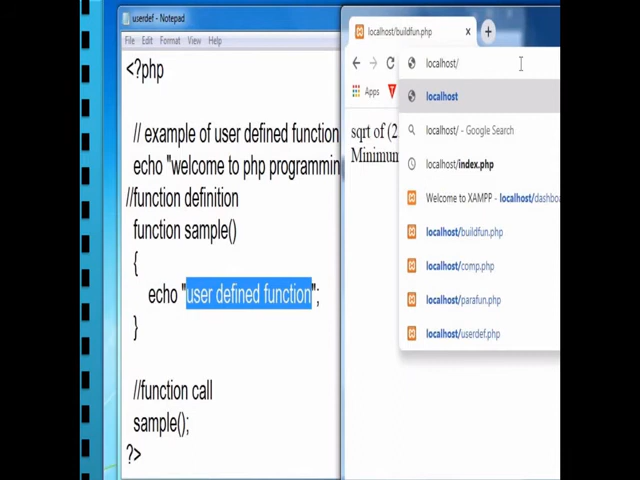 userdef - Notepad
File Edit Format View Help
<?php
// example of user defined function
echo "welcome to php programmin
//function definition
function sample()
{
echo "user defined function";
}
//function call
sample();
?>
localhost/buildfun.php
localhost/
Apps
sqrt of (2
Minimum
localhost
localhost/ - Google Search
localhost/index.php
Welcome to XAMPP - localhost/dashbo
localhost/buildfun.php
localhost/comp.php
localhost/parafun.php
localhost/userdef.php